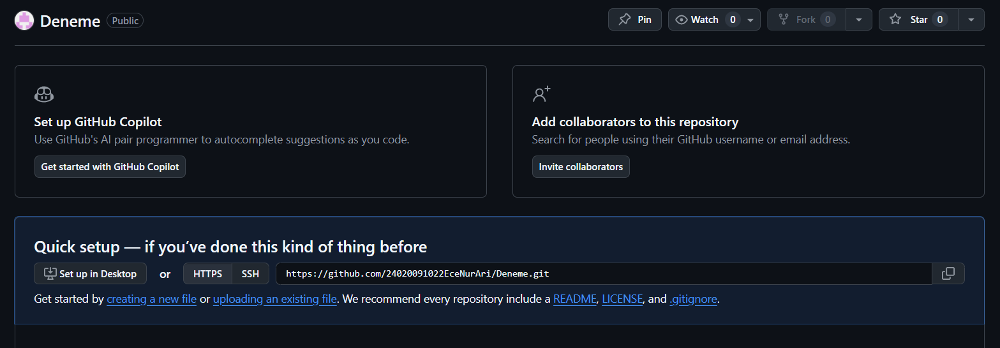 Deneme Public Pin Watch 0 Fork 0 Star 0
Set up GitHub Copilot
Use GitHub's AI pair programmer to autocomplete suggestions as you code.
Get started with GitHub Copilot
Add collaborators to this repository
Search for people using their GitHub username or email address.
Invite collaborators
Quick setup — if you’ve done this kind of thing before
Set up in Desktop or HTTPS SSH https://github.com/24020091022EceNurAri/Deneme.git
Get started by creating a new file or uploading an existing file. We recommend every repository include a README, LICENSE, and .gitignore.